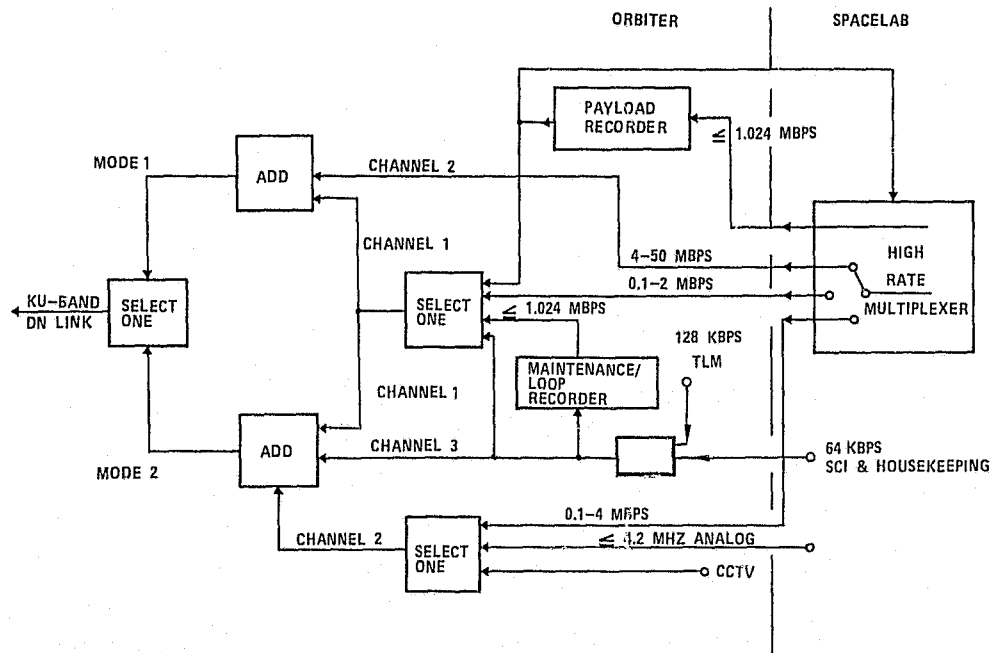 ORBITER
SPACELAB
PAYLOAD
RECORDER
≤ 1.024 MBPS
MODE 1
ADD
CHANNEL 2
CHANNEL 1
4-50 MBPS
0.1-2 MBPS
HIGH
RATE
MULTIPLEXER
KU-BAND
DN LINK
SELECT
ONE
SELECT
ONE
≤ 1.024 MBPS
128 KBPS
TLM
MAINTENANCE/
LOOP
RECORDER
CHANNEL 1
ADD
CHANNEL 3
MODE 2
64 KBPS
SCI & HOUSEKEEPING
0.1-4 MBPS
CHANNEL 2
SELECT
ONE
≤ 4.2 MHZ ANALOG
CCTV